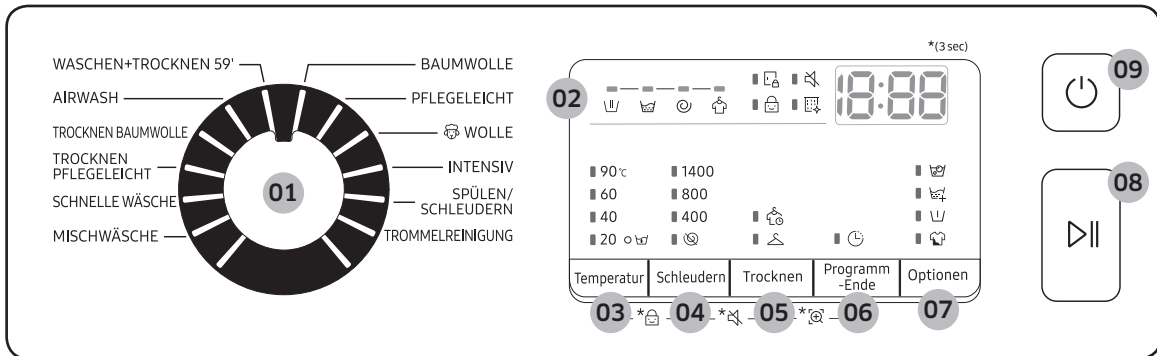 WASCHEN+TROCKNEN 59'
AIRWASH
TROCKNEN BAUMWOLLE
TROCKNEN
PFLEGELEICHT
SCHNELLE WÄSCHE
MISCHWÄSCHE
01
BAUMWOLLE
PFLEGELEICHT
WOLLE
INTENSIV
SPÜLEN/
SCHLEUDERN
TROMMELREINIGUNG
*(3 sec)
02
18:88
90℃
60
40
20
1400
800
400
Temperatur
Schleudern
Trocknen
Programm
-Ende
Optionen
03 * 04 * 05 * 06 07
09
08